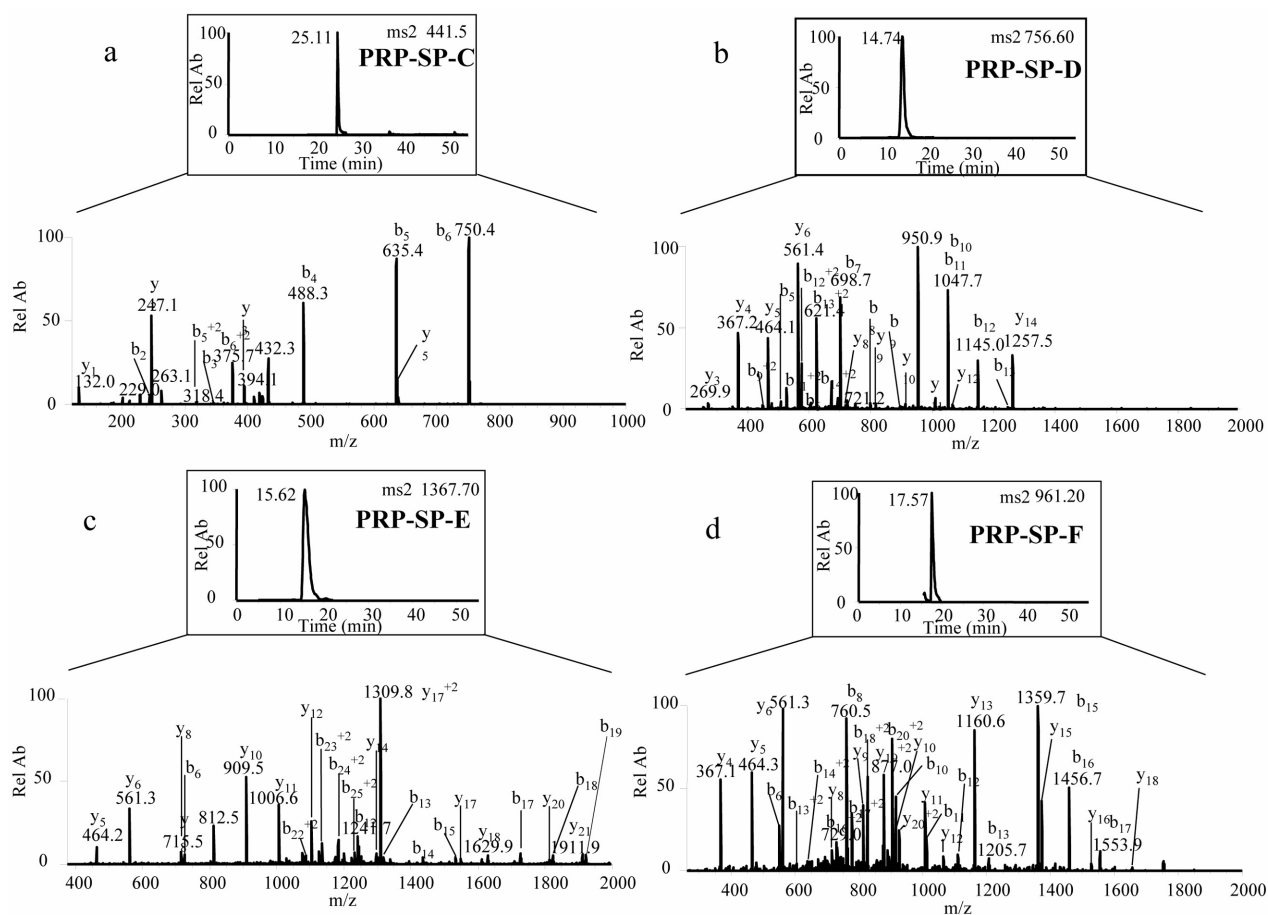 a
ms2 441.5
25.11
PRP-SP-C
100
50
0
Rel Ab
0 10 20 30 40 50
Time (min)
b5
635.4
b6 750.4
b4
488.3
y
247.1
b5+2
b6+2
375.7
y
3
432.3
y
5
b2
b3
y1
132.0
229.0
263.1
318.4
394.1
100
50
0
Rel Ab
200 300 400 500 600 700 800 900 1000
m/z
b
ms2 756.60
14.74
PRP-SP-D
100
50
0
Rel Ab
0 10 20 30 40 50
Time (min)
y6
561.4
950.9
b10
b11
1047.7
b12+2
b7
698.7
b5
b13+2
621.4
y4
367.2
y5
464.1
b
8
y
9
b
9
y8
y
10
b12
1145.0
y14
1257.5
y3
269.9
b9+2
721.2
y12
b13
100
50
0
Rel Ab
400 600 800 1000 1200 1400 1600 1800 2000
m/z
c
ms2 1367.70
15.62
PRP-SP-E
100
50
0
Rel Ab
0 10 20 30 40 50
Time (min)
1309.8 y17+2
y8
b6
y12
b23+2
b24+2
b25+2
y14
b19
y10
909.5
y11
1006.6
y6
561.3
y5
464.2
y
715.5
812.5
b22+2
b12
1241.7
b13
b14
b15
y17
y18
1629.9
b17
y20
b18
y21
1911.9
100
50
0
Rel Ab
400 600 800 1000 1200 1400 1600 1800 2000
m/z
d
ms2 961.20
17.57
PRP-SP-F
100
50
0
Rel Ab
0 10 20 30 40 50
Time (min)
y6 561.3
b8
760.5
y13
1160.6
1359.7
b15
b18+2
b20+2
y9
y10
877.0
b10
y15
y4
367.1
y5
464.3
b6
b13+2
b14+2
y8
729.0
y20
y11
b11
y12
b12
b13
1205.7
b16
1456.7
y16
b17
1553.9
y18
100
50
0
Rel Ab
400 600 800 1000 1200 1400 1600 1800 2000
m/z